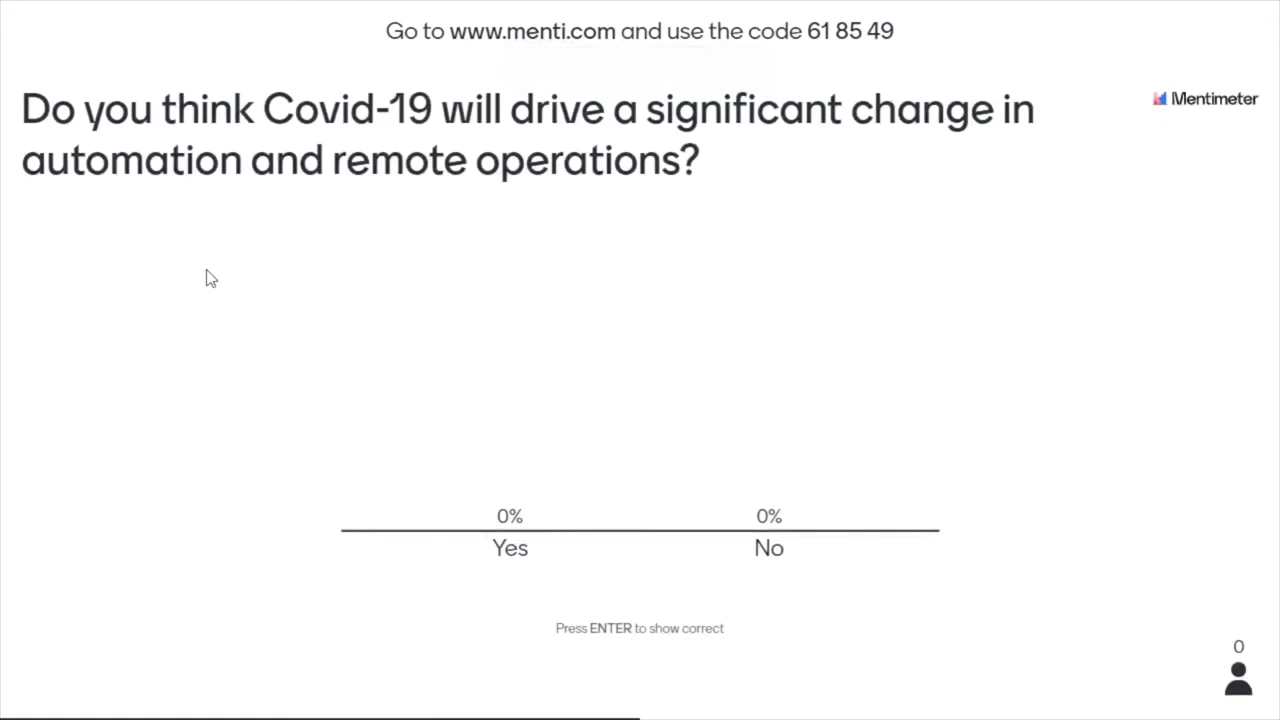 Go to www.menti.com and use the code 61 85 49
Do you think Covid-19 will drive a significant change in
automation and remote operations?
Mentimeter
0%
0%
Yes
No
Press ENTER to show correct
0